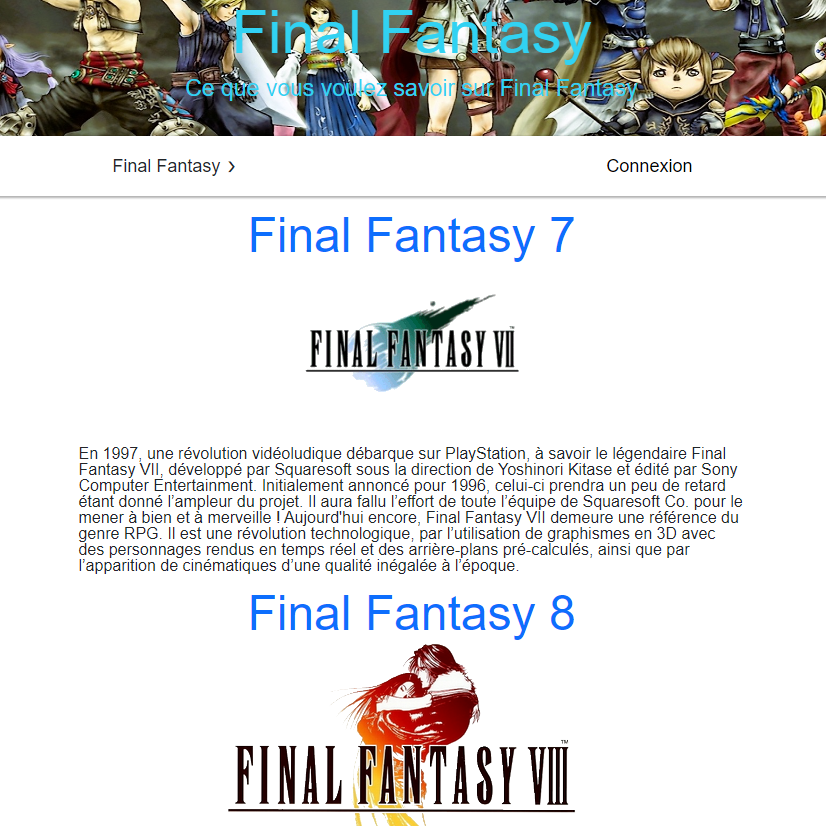 Final Fantasy
Ce que vous voulez savoir sur Final Fantasy
Final Fantasy › Connexion
Final Fantasy 7
FINAL FANTASY VII
En 1997, une révolution vidéoludique débarque sur PlayStation, à savoir le légendaire Final
Fantasy VII, développé par Squaresoft sous la direction de Yoshinori Kitase et édité par Sony
Computer Entertainment. Initialement annoncé pour 1996, celui-ci prendra un peu de retard
étant donné l’ampleur du projet. Il aura fallu l’effort de toute l’équipe de Squaresoft Co. pour le
mener à bien et à merveille ! Aujourd'hui encore, Final Fantasy VII demeure une référence du
genre RPG. Il est une révolution technologique, par l’utilisation de graphismes en 3D avec
des personnages rendus en temps réel et des arrière-plans pré-calculés, ainsi que par
l’apparition de cinématiques d’une qualité inégalée à l’époque.
Final Fantasy 8
FINAL FANTASY VIII™